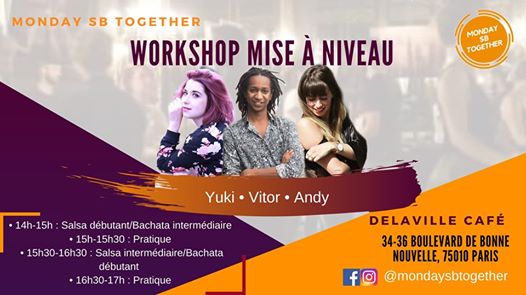 MONDAY SB TOGETHER
MONDAY
SB
TOGETHER
WORKSHOP MISE À NIVEAU
Yuki • Vitor • Andy
• 14h-15h : Salsa débutant/Bachata intermédiaire
• 15h-15h30 : Pratique
• 15h30-16h30 : Salsa intermédiaire/Bachata
débutant
• 16h30-17h : Pratique
DELAVILLE CAFÉ
34-36 BOULEVARD DE BONNE
NOUVELLE, 75010 PARIS
@mondaysbtogether